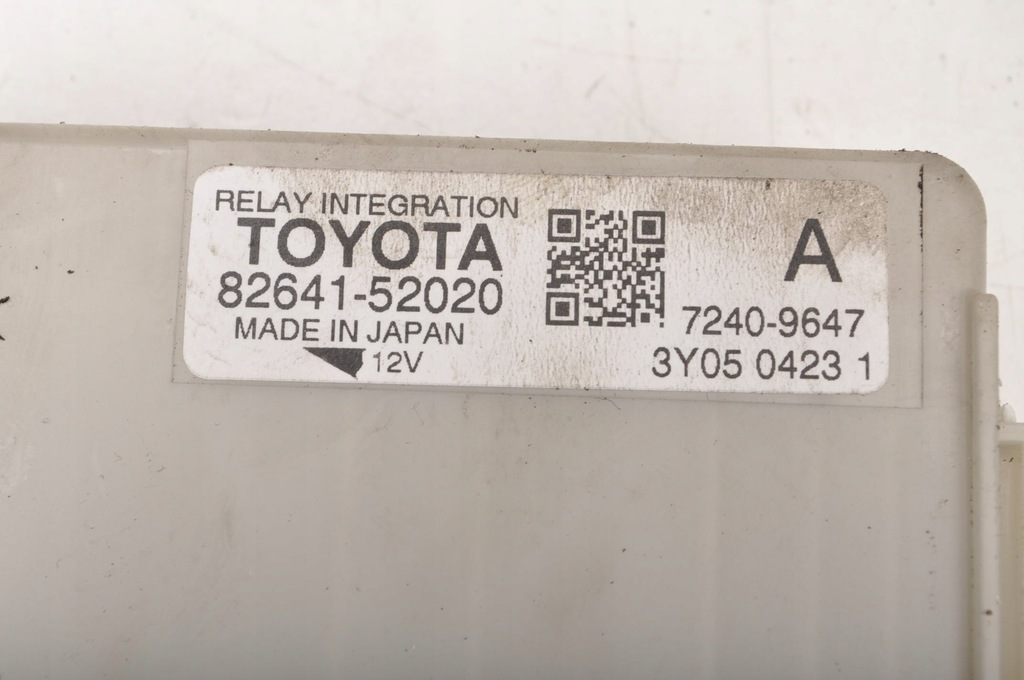 RELAY INTEGRATION
TOYOTA
82641-52020
MADE IN JAPAN
12V
A
7240-9647
3Y05 0423 1